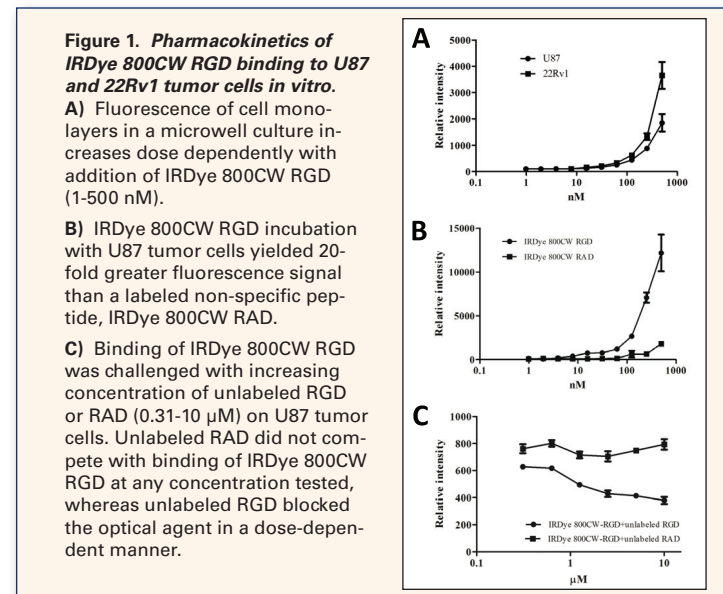 Figure 1. Pharmacokinetics of
IRDye 800CW RGD binding to U87
and 22Rv1 tumor cells in vitro.
A) Fluorescence of cell mono-
layers in a microwell culture in-
creases dose dependently with
addition of IRDye 800CW RGD
(1-500 nM).
B) IRDye 800CW RGD incubation
with U87 tumor cells yielded 20-
fold greater fluorescence signal
than a labeled non-specific pep-
tide, IRDye 800CW RAD.
C) Binding of IRDye 800CW RGD
was challenged with increasing
concentration of unlabeled RGD
or RAD (0.31-10 µM) on U87 tumor
cells. Unlabeled RAD did not com-
pete with binding of IRDye 800CW
RGD at any concentration tested,
whereas unlabeled RGD blocked
the optical agent in a dose-depen-
dent manner.
A
Relative intensity
5000
4000
3000
2000
1000
0
U87
22Rv1
0.1 1 10 100 1000
nM
B
Relative intensity
15000
10000
5000
0
IRDye 800CW RGD
IRDye 800CW RAD
0.1 1 10 100 1000
nM
C
Relative intensity
1000
800
600
400
200
0
IRDye 800CW-RGD+unlabeled RGD
IRDye 800CW-RGD+unlabeled RAD
1 10
µM